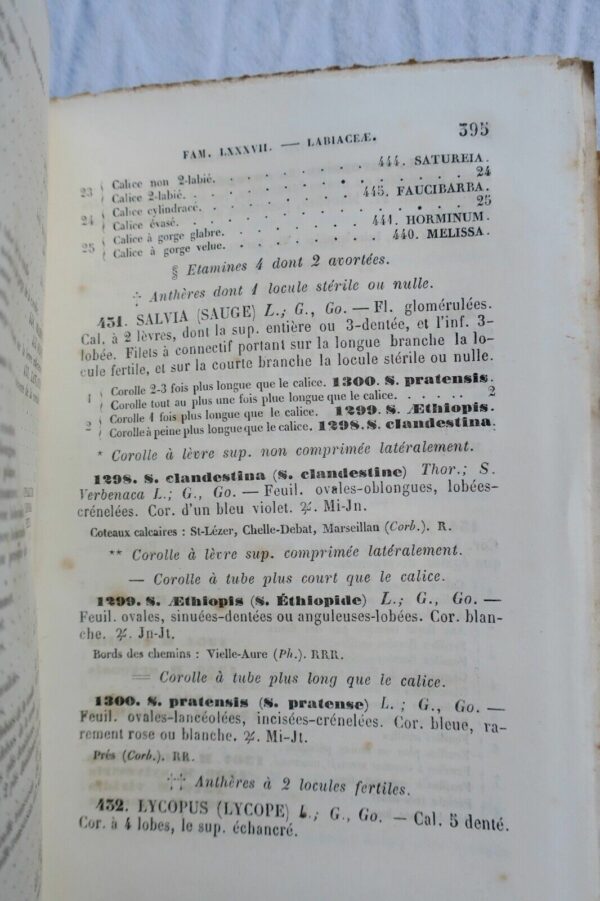 FAM. LXXXVII. — LABIACEÆ. 395
23 { Calice non 2-labié. . . . . . . . . . . 444. SATUREIA.
Calice 2-labié. . . . . . . . . . . . . . 24
24 { Calice cylindracé. . . . . . . . . . . 445. FAUCIBARBA.
Calice évasé. . . . . . . . . . . . . . 25
25 { Calice à gorge glabre. . . . . . . . . 441. HORMINUM.
Calice à gorge velue. . . . . . . . . . 440. MELISSA.
§ Etamines 4 dont 2 avortées.
· Anthères dont 1 locule stérile ou nulle.
431. SALVIA (SAUGE) L.; G., Go. — Fl. glomérulées.
Cal. à 2 lèvres, dont la sup. entière ou 3-dentée, et l'inf. 3-
lobée. Filets à connectif portant sur la longue branche la lo-
cule fertile, et sur la courte branche la locule stérile ou nulle.
1 { Corolle 2-3 fois plus longue que le calice. 1300. S. pratensis.
Corolle tout au plus une fois plus longue que le calice. . . . . . 2
2 { Corolle 1 fois plus longue que le calice. 1299. S. Æthiopis.
Corolle à peine plus longue que le calice. 1298. S. clandestina.
* Corolle à lèvre sup. non comprimée latéralement.
1298. S. clandestina (S. clandestine) Thor.; S.
Verbenaca L.; G., Go. — Feuil. ovales-oblongues, lobées-
crénelées. Cor. d'un bleu violet. ♃. Mi-Jn.
Coteaux calcaires : St-Lézer, Chelle-Debat, Marseillan (Corb.). R.
** Corolle à lèvre sup. comprimée latéralement.
— Corolle à tube plus court que le calice.
1299. S. Æthiopis (S. Éthiopide) L.; G., Go. —
Feuil. ovales, sinuées-dentées ou anguleuses-lobées. Cor. blan-
che. ♃. Jn-Jt.
Bords des chemins : Vielle-Aure (Ph.). RRR.
= Corolle à tube plus long que le calice.
1300. S. pratensis (S. pratense) L. ; G., Go. —
Feuil. ovales-lancéolées, incisées-crénelées. Cor. bleue, ra-
rement rose ou blanche. ♃. Mi-Jt.
Prés (Corb.). RR.
·†· Anthères à 2 locules fertiles.
432. LYCOPUS (LYCOPE) L.; G., Go. — Cal. 5 denté.
Cor. à 4 lobes, le sup. échancré.